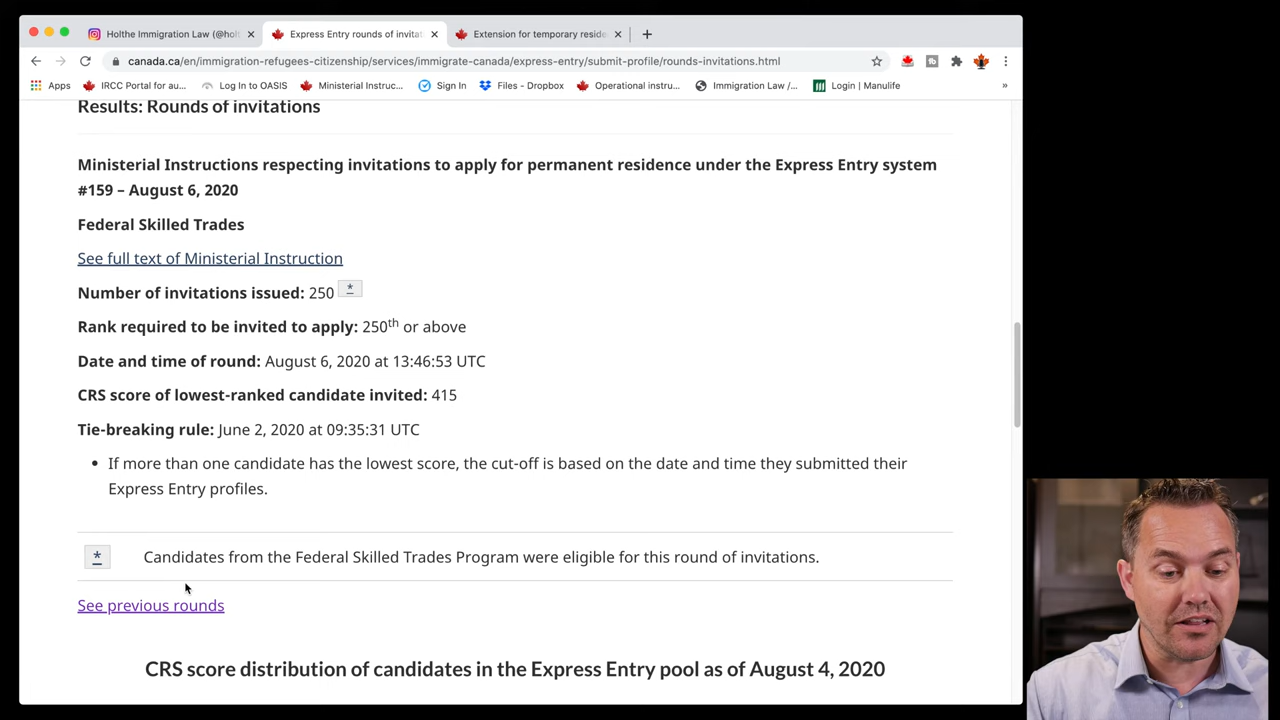 Holthe Immigration Law (@holt
Express Entry rounds of invita
Extension for temporary reside
canada.ca/en/immigration-refugees-citizenship/services/immigrate-canada/express-entry/submit-profile/rounds-invitations.html
Apps IRCC Portal for au... Log In to OASIS Ministerial Instruc... Sign In Files - Dropbox Operational instru... Immigration Law /... Login | Manulife »
Results: Rounds of invitations
Ministerial Instructions respecting invitations to apply for permanent residence under the Express Entry system
#159 – August 6, 2020
Federal Skilled Trades
See full text of Ministerial Instruction
Number of invitations issued: 250 *
Rank required to be invited to apply: 250th or above
Date and time of round: August 6, 2020 at 13:46:53 UTC
CRS score of lowest-ranked candidate invited: 415
Tie-breaking rule: June 2, 2020 at 09:35:31 UTC
• If more than one candidate has the lowest score, the cut-off is based on the date and time they submitted their
Express Entry profiles.
* Candidates from the Federal Skilled Trades Program were eligible for this round of invitations.
See previous rounds
CRS score distribution of candidates in the Express Entry pool as of August 4, 2020